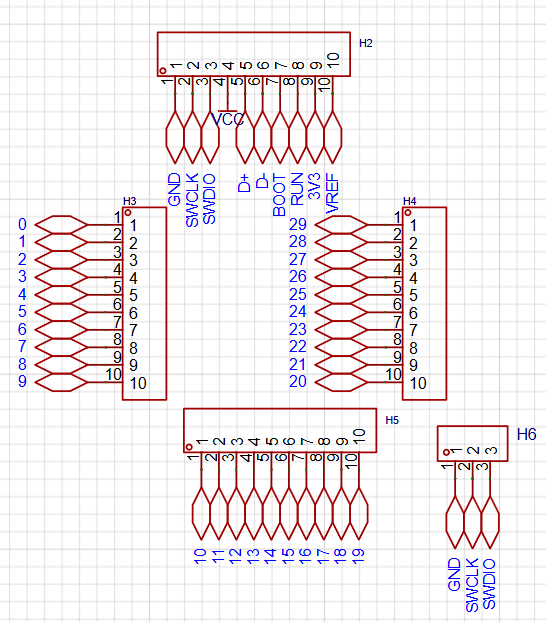 H2
1 2 3 4 5 6 7 8 9 10
1 2 3 4 5 6 7 8 9 10
VCC
GND SWCLK SWDIO D+ D- BOOT RUN 3V3 VREF
H3
0 1 1
1 2 2
2 3 3
3 4 4
4 5 5
5 6 6
6 7 7
7 8 8
8 9 9
9 10 10
H4
29 1 1
28 2 2
27 3 3
26 4 4
25 5 5
24 6 6
23 7 7
22 8 8
21 9 9
20 10 10
H5
1 2 3 4 5 6 7 8 9 10
1 2 3 4 5 6 7 8 9 10
10 11 12 13 14 15 16 17 18 19
H6
1 2 3
1 2 3
GND SWCLK SWDIO